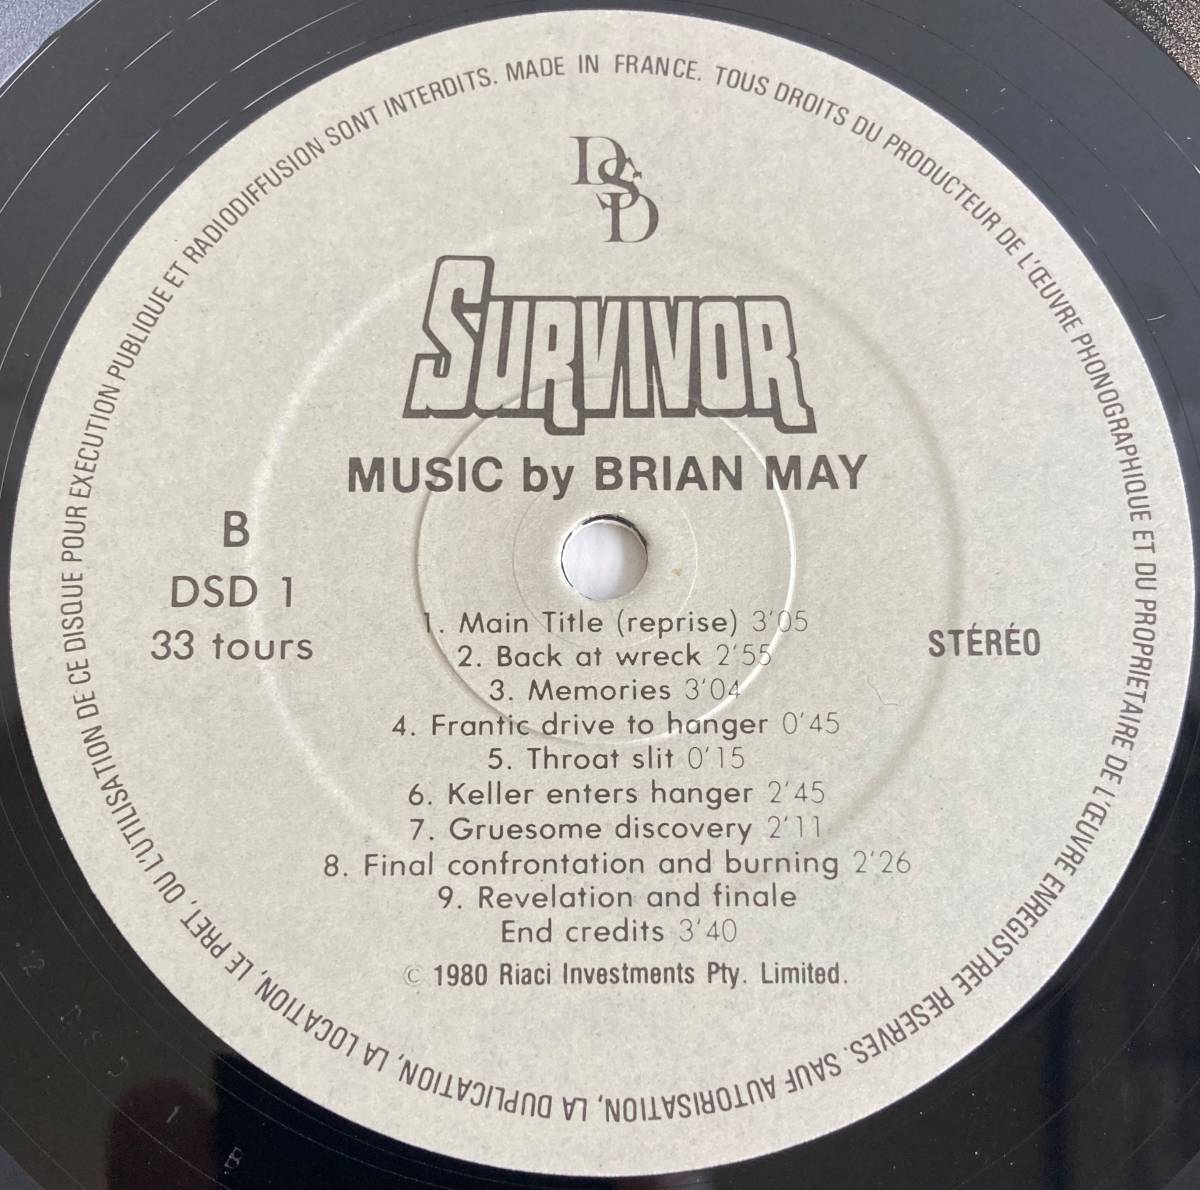 TOUS DROITS DU PRODUCTEUR DE L'ŒUVRE PHONOGRAPHIQUE ET DU PROPRIETAIRE DE L'ŒUVRE ENREGISTREE RESERVES. SAUF AUTORISATION, LA DUPLICATION, LA LOCATION, LE PRET, OU L'UTILISATION DE CE DISQUE POUR EXECUTION PUBLIQUE ET RADIODIFFUSION SONT INTERDITS. MADE IN FRANCE.
DSD
SURVIVOR
MUSIC by BRIAN MAY
B
DSD 1
33 tours
STÉRÉO
1. Main Title (reprise) 3'05
2. Back at wreck 2'55
3. Memories 3'04
4. Frantic drive to hanger 0'45
5. Throat slit 0'15
6. Keller enters hanger 2'45
7. Gruesome discovery 2'11
8. Final confrontation and burning 2'26
9. Revelation and finale
End credits 3'40
© 1980 Riaci Investments Pty. Limited.